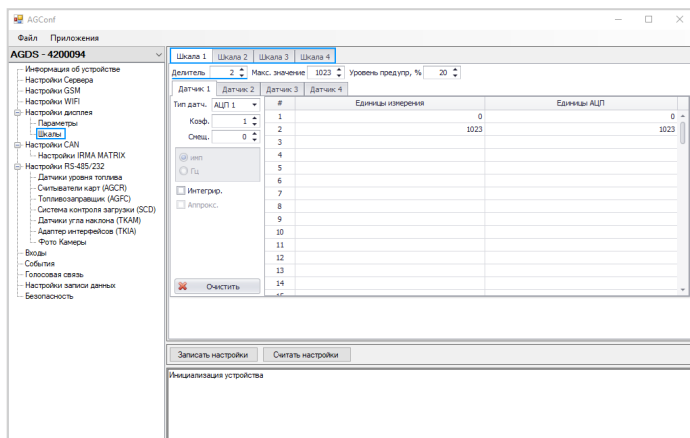 AGConf
Файл Приложения
AGDS - 4200094
Информация об устройстве
Настройки Сервера
Настройки GSM
Настройки WIFI
Настройки дисплея
Параметры
Шкалы
Настройки CAN
Настройки IRMA MATRIX
Настройки RS-485/232
Датчики уровня топлива
Считыватели карт (AGCR)
Топливозаправщик (AGFC)
Система контроля загрузки (SCD)
Датчики угла наклона (TKAM)
Адаптер интерфейсов (TKIA)
Фото Камеры
Входы
События
Голосовая связь
Настройки записи данных
Безопасность
Шкала 1 Шкала 2 Шкала 3 Шкала 4
Делитель 2 Макс. значение 1023 Уровень предупр, % 20
Датчик 1 Датчик 2 Датчик 3 Датчик 4
Тип датч. АЦП 1
Коэф. 1
Смещ. 0
имп
Гц
Интегрир.
Аппрокс.
Очистить
# Единицы измерения Единицы АЦП
1 0 0
2 1023 1023
3
4
5
6
7
8
9
10
11
12
13
14
Записать настройки Считать настройки
Инициализация устройства